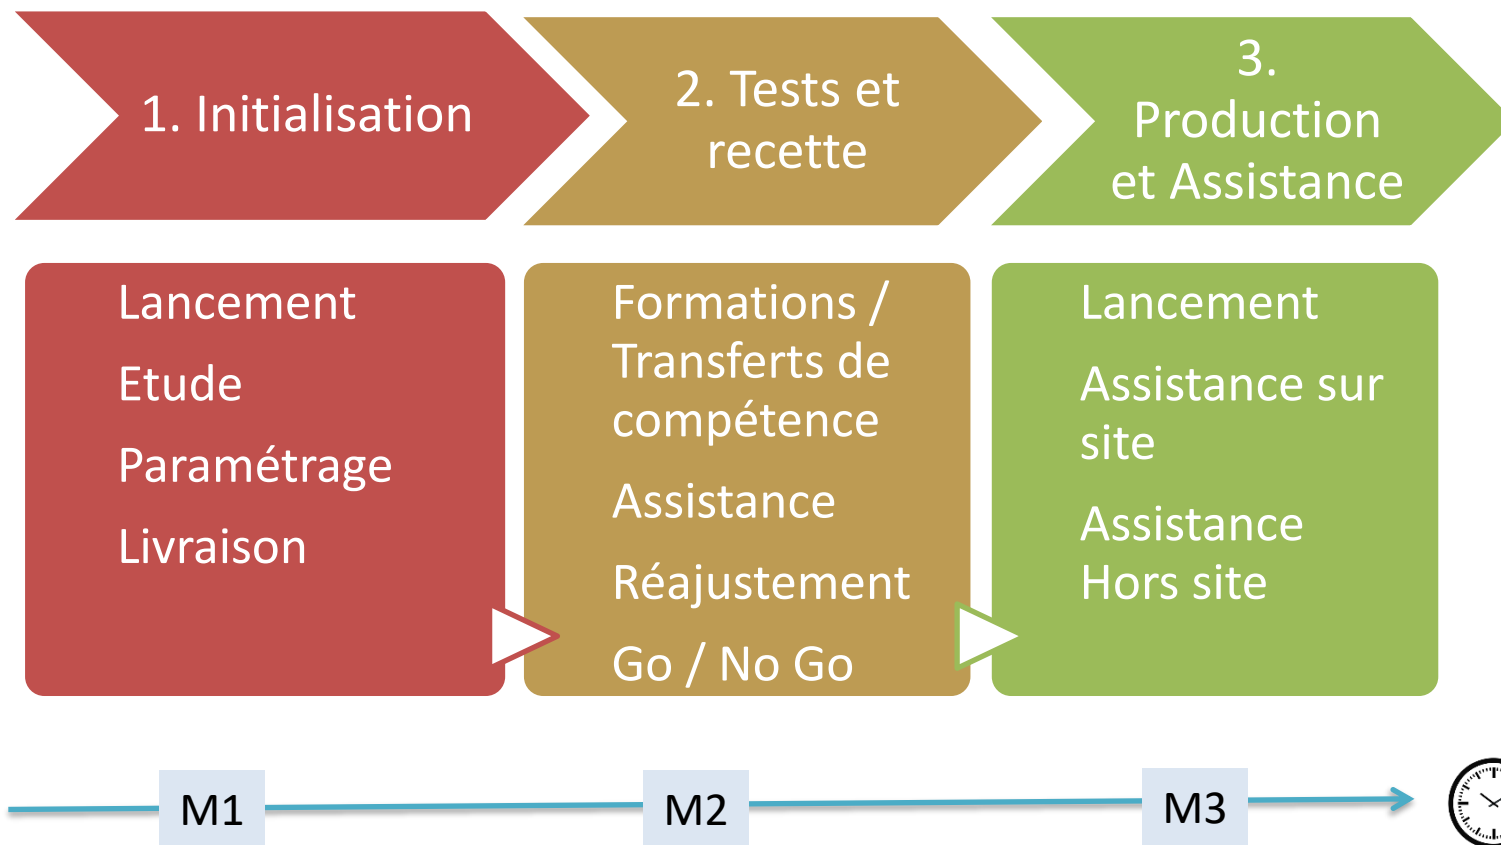 1. Initialisation
2. Tests et
recette
3.
Production
et Assistance
Lancement
Etude
Paramétrage
Livraison
Formations /
Transferts de
compétence
Assistance
Réajustement
Go / No Go
Lancement
Assistance sur
site
Assistance
Hors site
M1
M2
M3